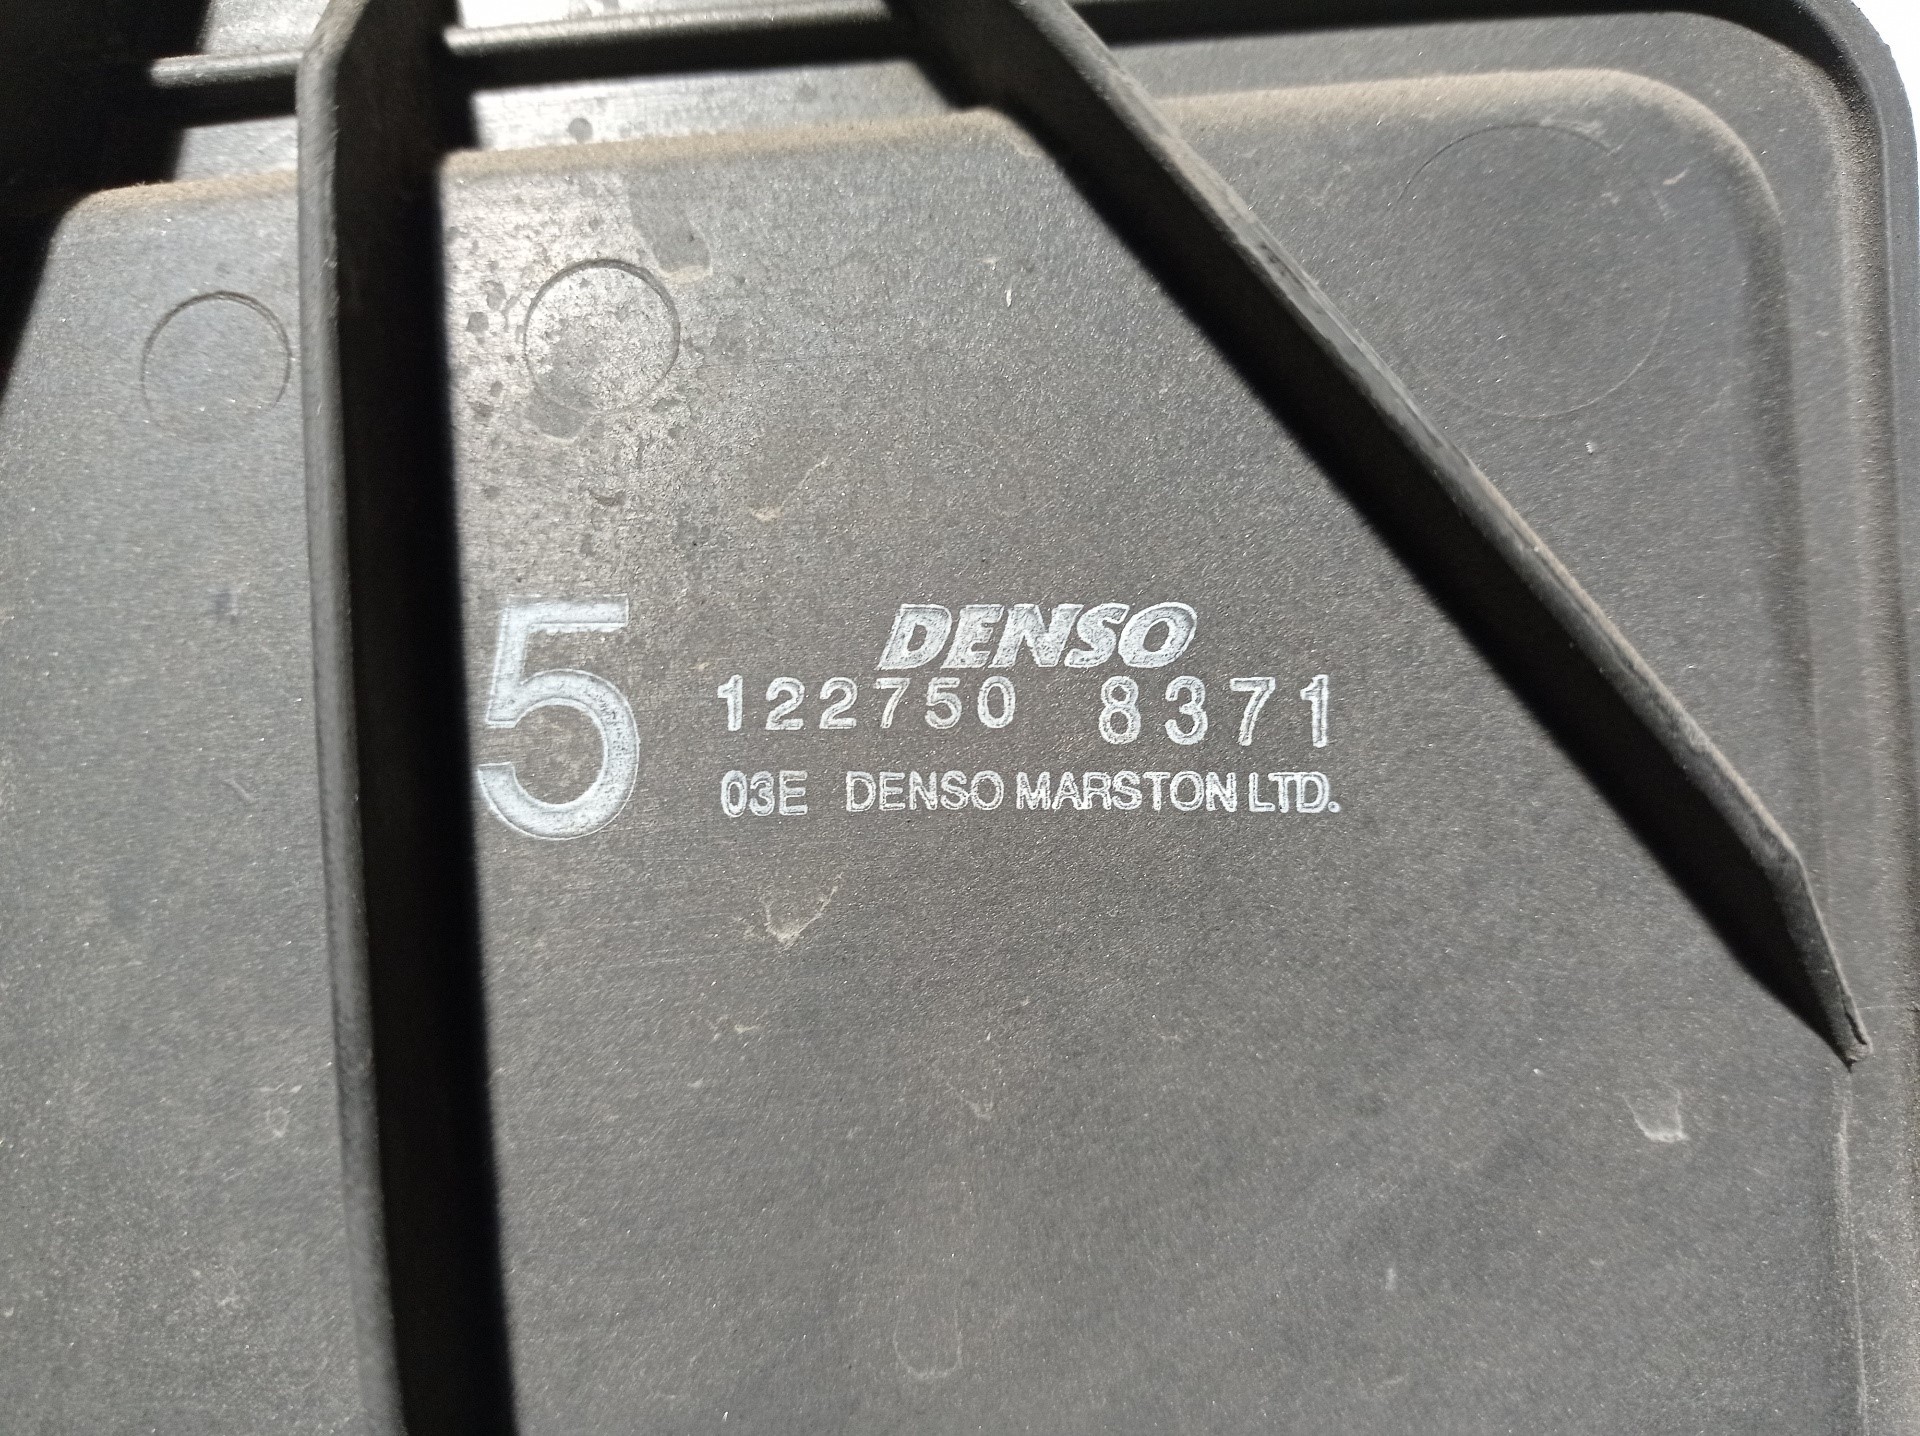 5
DENSO
122750 8371
03E DENSO MARSTON LTD.